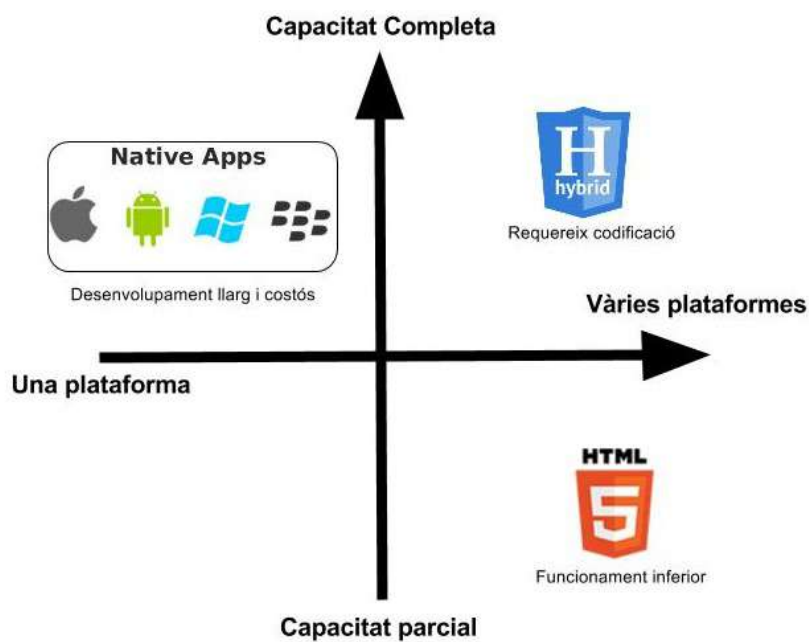 Capacitat Completa
Native Apps
Desenvolupament llarg i costós
H
hybrid
Requereix codificació
Vàries plataformes
Una plataforma
HTML
5
Funcionament inferior
Capacitat parcial